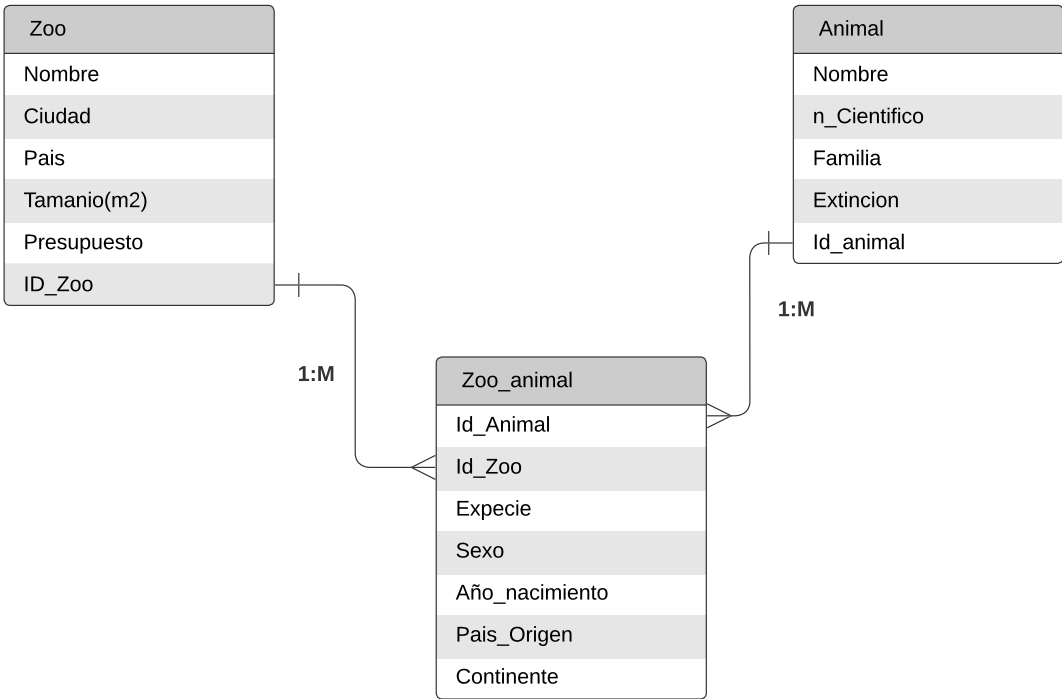 Zoo
Nombre
Ciudad
Pais
Tamanio(m2)
Presupuesto
ID_Zoo
Animal
Nombre
n_Cientifico
Familia
Extincion
Id_animal
1:M
1:M
Zoo_animal
Id_Animal
Id_Zoo
Expecie
Sexo
Año_nacimiento
Pais_Origen
Continente